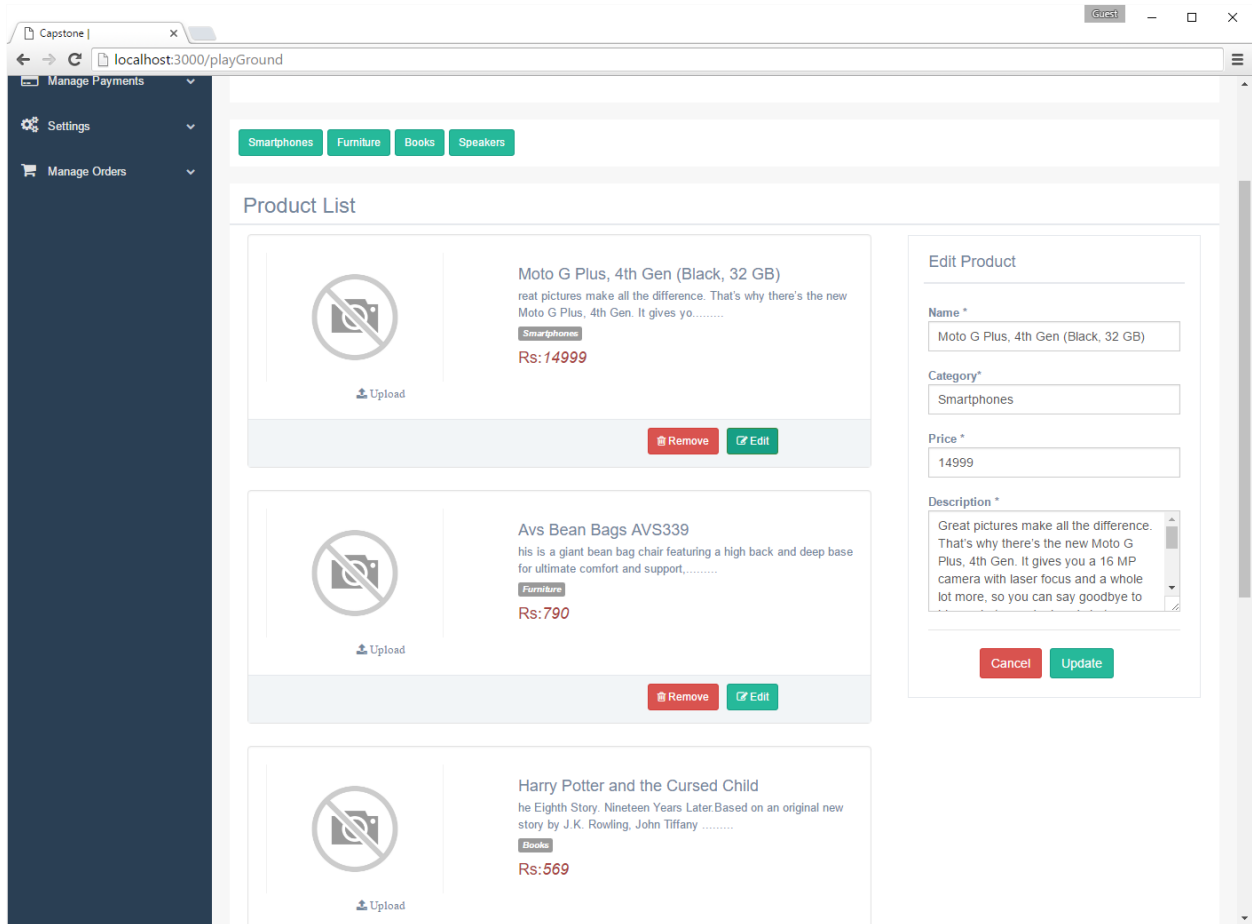 Guest
Capstone |
localhost:3000/playGround
Manage Payments
Settings
Manage Orders
Smartphones Furniture Books Speakers
Product List
Moto G Plus, 4th Gen (Black, 32 GB)
reat pictures make all the difference. That's why there's the new
Moto G Plus, 4th Gen. It gives yo.........
Smartphones
Rs:14999
Upload
Remove Edit
Avs Bean Bags AVS339
his is a giant bean bag chair featuring a high back and deep base
for ultimate comfort and support,.........
Furniture
Rs:790
Upload
Remove Edit
Harry Potter and the Cursed Child
he Eighth Story. Nineteen Years Later.Based on an original new
story by J.K. Rowling, John Tiffany .........
Books
Rs:569
Upload
Edit Product
Name *
Moto G Plus, 4th Gen (Black, 32 GB)
Category*
Smartphones
Price *
14999
Description *
Great pictures make all the difference.
That's why there's the new Moto G
Plus, 4th Gen. It gives you a 16 MP
camera with laser focus and a whole
lot more, so you can say goodbye to
Cancel Update